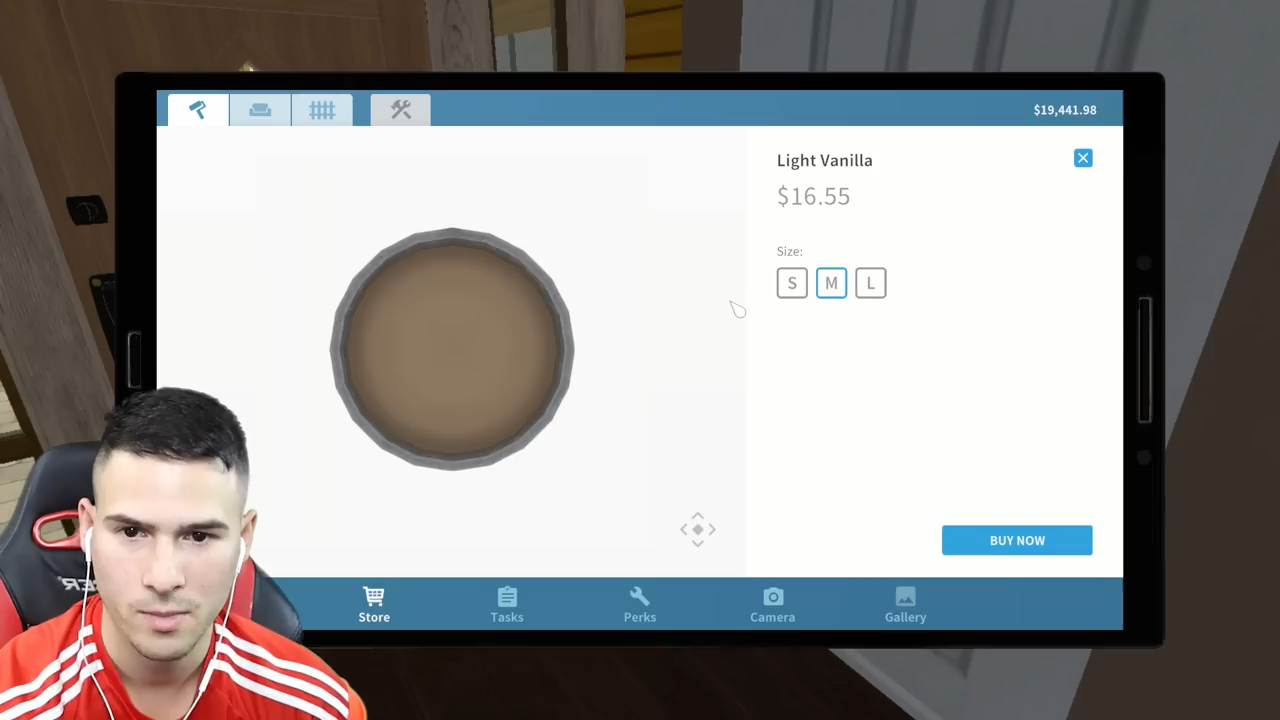 $19,441.98
Light Vanilla
$16.55
Size:
S M L
BUY NOW
Store Tasks Perks Camera Gallery